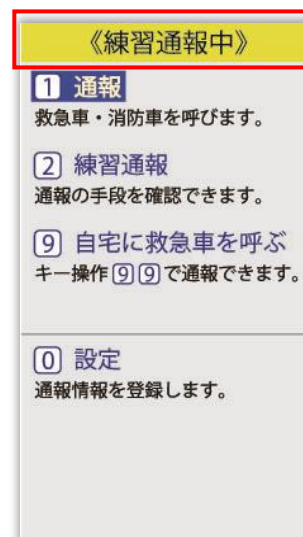 《練習通報中》
1 通報
救急車・消防車を呼びます。
2 練習通報
通報の手段を確認できます。
9 自宅に救急車を呼ぶ
キー操作99で通報できます。
0 設定
通報情報を登録します。